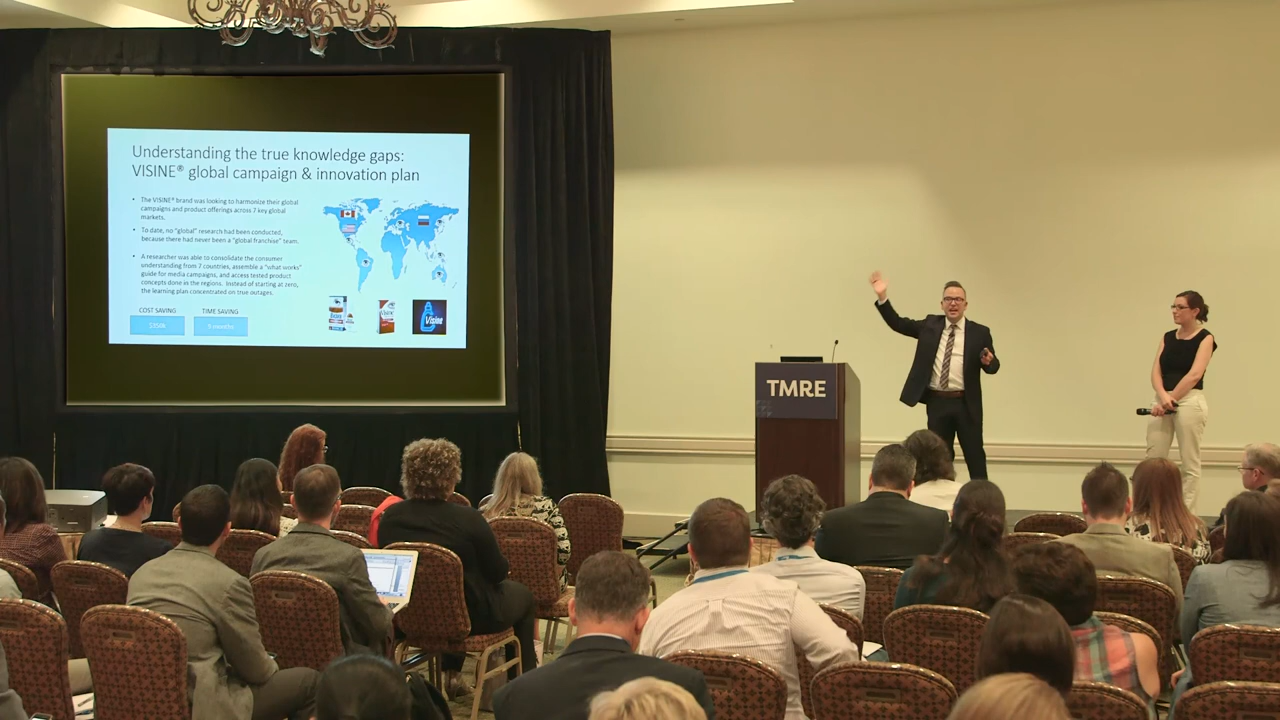 Understanding the true knowledge gaps:
VISINE® global campaign & innovation plan
• The VISINE® brand was looking to harmonize their global
campaigns and product offerings across 7 key global
markets.
• To date, no "global" research had been conducted,
because there had never been a "global franchise" team.
• A researcher was able to consolidate the consumer
understanding from 7 countries, assemble a "what works"
guide for media campaigns, and access tested product
concepts done in the regions. Instead of starting at zero,
the learning plan concentrated on true outages.
COST SAVING
TIME SAVING
$350k
5 months
Visine
TMRE